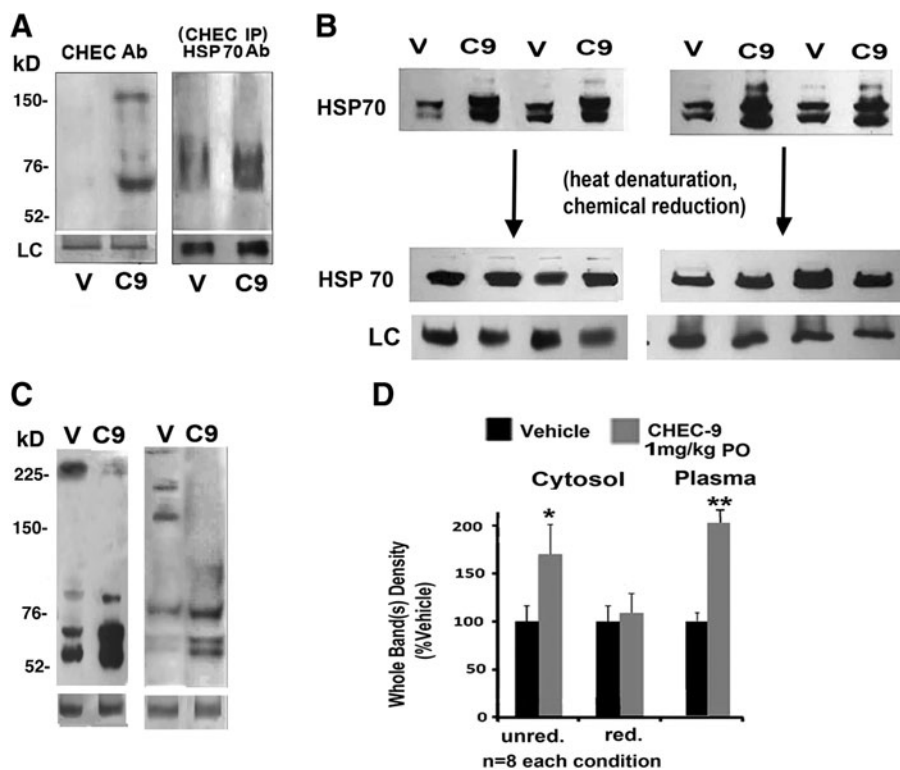 A
(CHEC IP)
CHEC Ab HSP 70 Ab
kD
150-
76-
52-
LC
V C9 V C9
B
V C9 V C9 V C9 V C9
HSP70
(heat denaturation,
chemical reduction)
HSP 70
LC
C
kD V C9 V C9
225-
150-
76-
52-
D
Vehicle CHEC-9
1mg/kg PO
Cytosol Plasma
Whole Band(s) Density
(%Vehicle)
200
150
100
50
0
* **
unred. red.
n=8 each condition